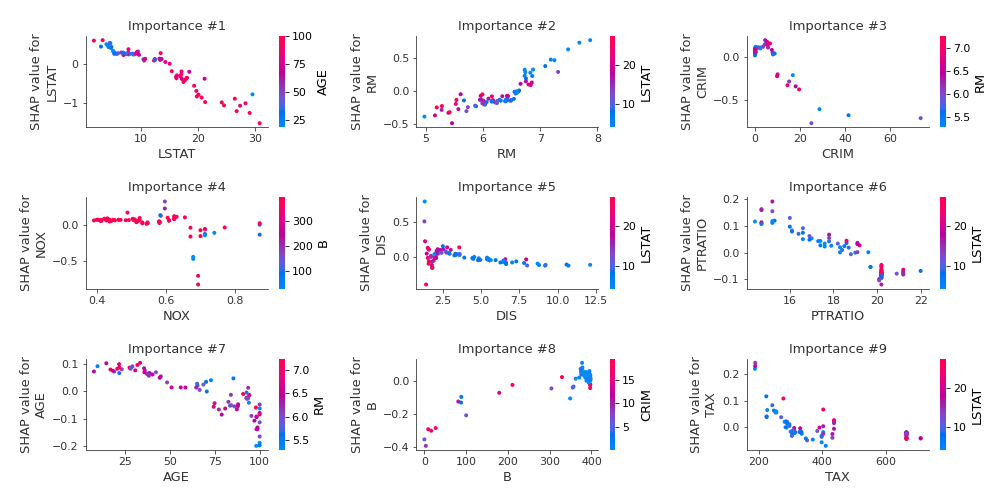 Importance #1
Importance #2
Importance #3
SHAP value for
LSTAT
0
−1
10
20
30
LSTAT
100
75
50
25
AGE
SHAP value for
RM
0.5
0.0
−0.5
5
6
7
8
RM
20
10
LSTAT
SHAP value for
CRIM
0.0
−0.5
0
20
40
60
CRIM
7.0
6.5
6.0
5.5
RM
Importance #4
Importance #5
Importance #6
SHAP value for
NOX
0.0
−0.5
0.4
0.6
0.8
NOX
300
200
100
B
SHAP value for
DIS
0.5
0.0
2.5
5.0
7.5
10.0
12.5
DIS
20
10
LSTAT
SHAP value for
PTRATIO
0.2
0.1
0.0
−0.1
16
18
20
22
PTRATIO
20
10
LSTAT
Importance #7
Importance #8
Importance #9
SHAP value for
AGE
0.1
0.0
−0.1
−0.2
25
50
75
100
AGE
7.0
6.5
6.0
5.5
RM
SHAP value for
B
0.0
−0.2
−0.4
0
100
200
300
400
B
15
10
5
CRIM
SHAP value for
TAX
0.2
0.1
0.0
200
400
600
TAX
20
10
LSTAT